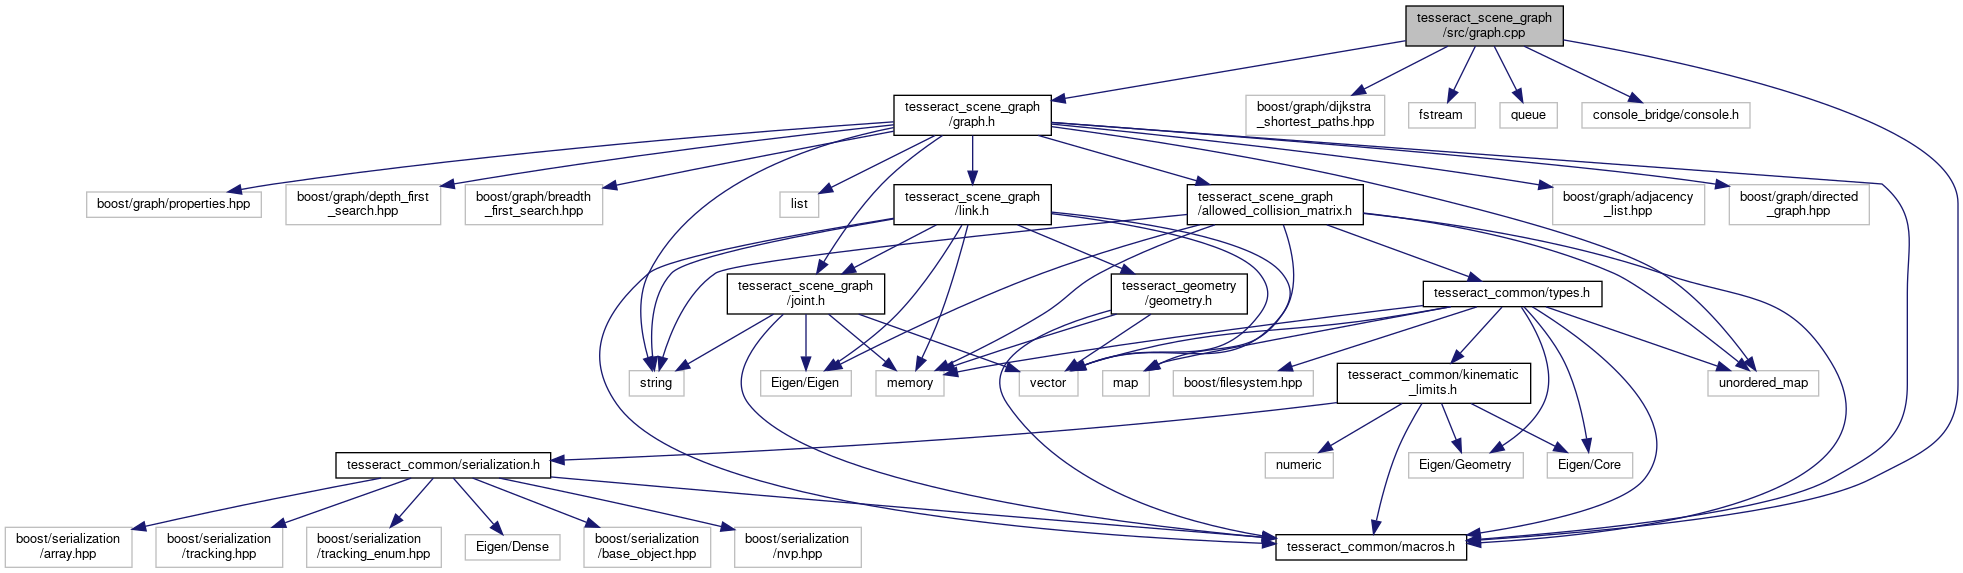 tesseract_scene_graph
/src/graph.cpp
tesseract_scene_graph
/graph.h
boost/graph/dijkstra
_shortest_paths.hpp
fstream
queue
console_bridge/console.h
boost/graph/properties.hpp
boost/graph/depth_first
_search.hpp
boost/graph/breadth
_first_search.hpp
list
tesseract_scene_graph
/link.h
tesseract_scene_graph
/allowed_collision_matrix.h
boost/graph/adjacency
_list.hpp
boost/graph/directed
_graph.hpp
tesseract_scene_graph
/joint.h
tesseract_geometry
/geometry.h
tesseract_common/types.h
string
Eigen/Eigen
memory
vector
map
boost/filesystem.hpp
tesseract_common/kinematic
_limits.h
unordered_map
tesseract_common/serialization.h
numeric
Eigen/Geometry
Eigen/Core
boost/serialization
/array.hpp
boost/serialization
/tracking.hpp
boost/serialization
/tracking_enum.hpp
Eigen/Dense
boost/serialization
/base_object.hpp
boost/serialization
/nvp.hpp
tesseract_common/macros.h